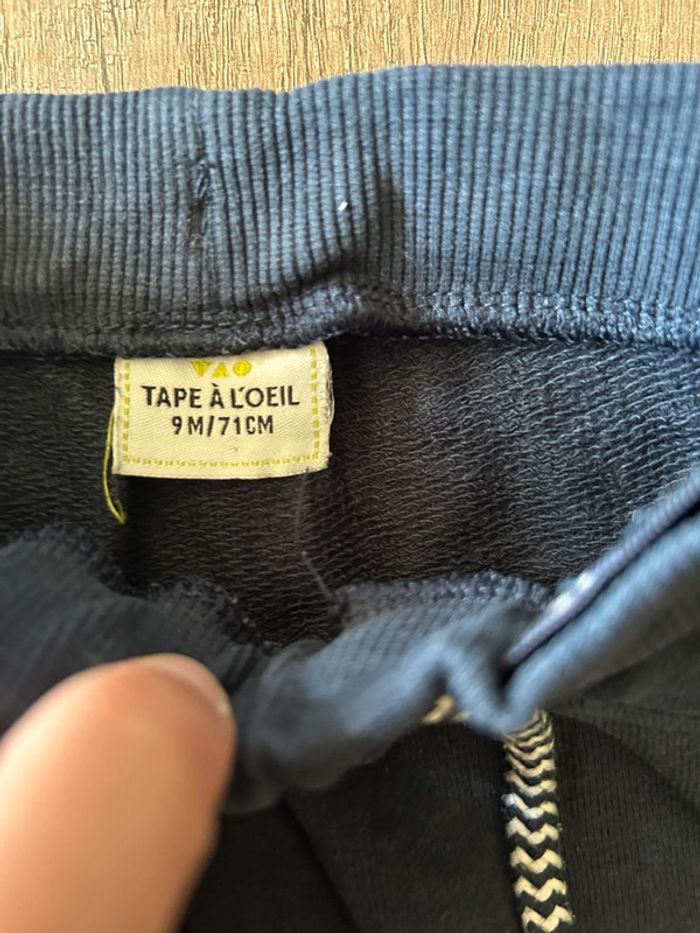 TAO
TAPE À L'OEIL
9M/71CM